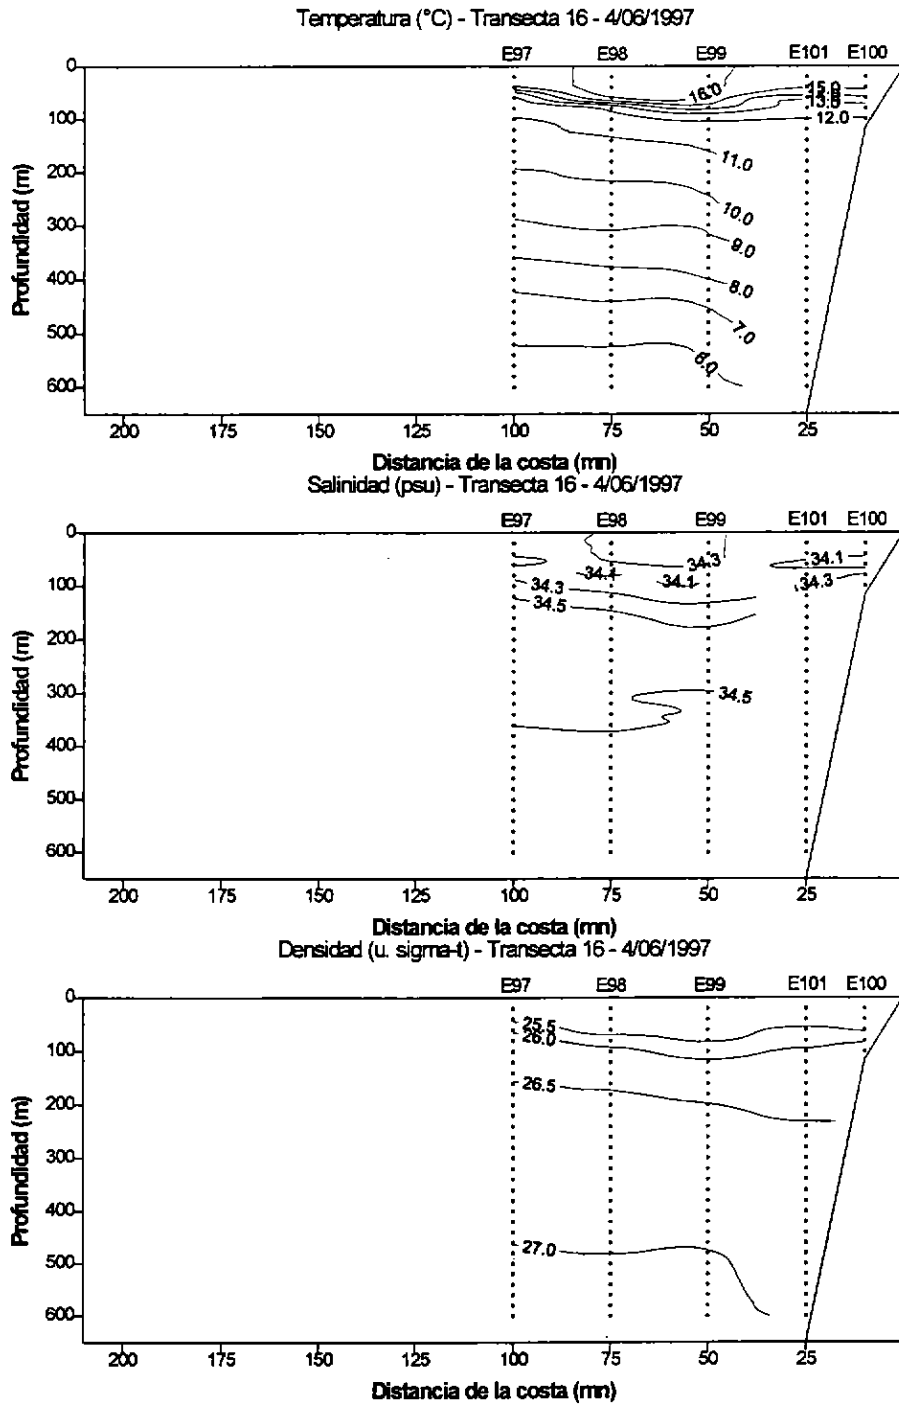 Temperatura (°C) - Transecta 16 - 4/06/1997
E97 E98 E99 E101 E100
0
100
200
300
400
500
600
Profundidad (m)
16.0
15.0
13.0
12.0
11.0
10.0
9.0
8.0
7.0
6.0
200 175 150 125 100 75 50 25
Distancia de la costa (mn)
Salinidad (psu) - Transecta 16 - 4/06/1997
E97 E98 E99 E101 E100
0
100
200
300
400
500
600
Profundidad (m)
34.3
34.1
34.1
34.1
34.3
34.3
34.5
34.5
200 175 150 125 100 75 50 25
Distancia de la costa (mn)
Densidad (u. sigma-t) - Transecta 16 - 4/06/1997
E97 E98 E99 E101 E100
0
100
200
300
400
500
600
Profundidad (m)
25.5
26.0
26.5
27.0
200 175 150 125 100 75 50 25
Distancia de la costa (mn)